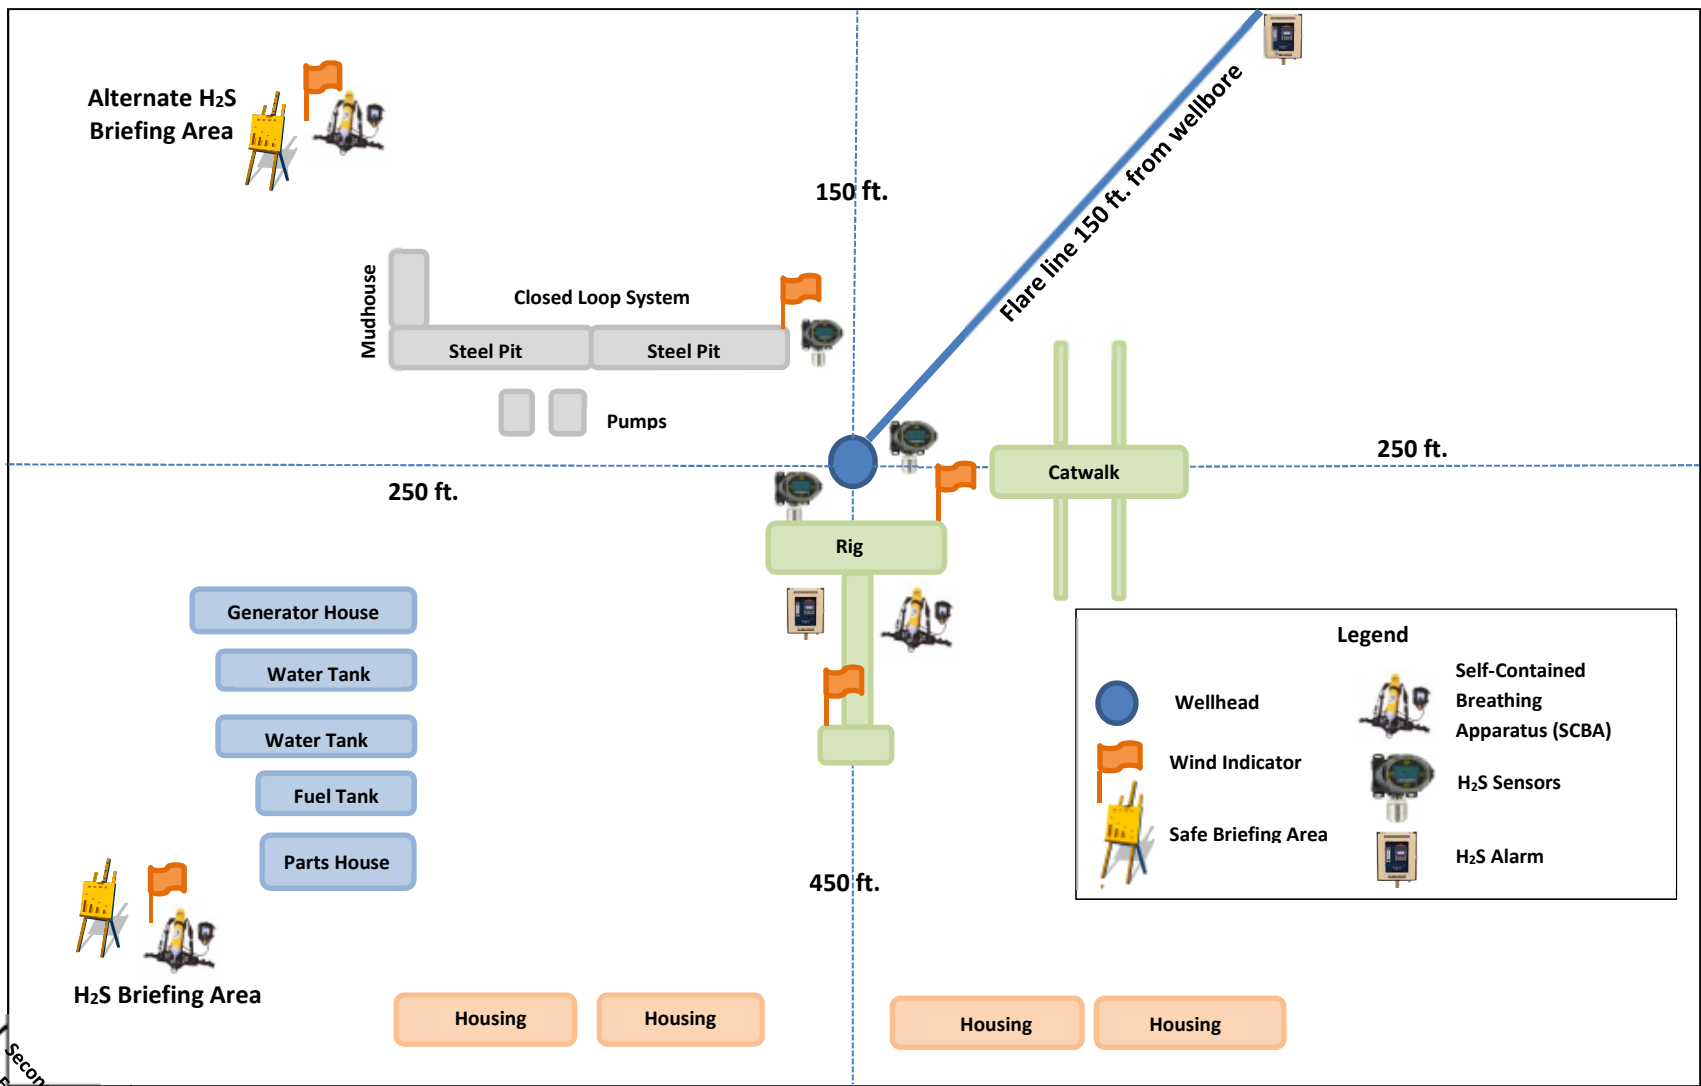 Alternate H₂S
Briefing Area
150 ft.
Flare line 150 ft. from wellbore
Mudhouse
Closed Loop System
Steel Pit
Steel Pit
Pumps
250 ft.
250 ft.
Catwalk
Rig
Generator House
Water Tank
Water Tank
Fuel Tank
Parts House
450 ft.
H₂S Briefing Area
Housing
Housing
Housing
Housing
Legend
Wellhead
Wind Indicator
Safe Briefing Area
Self-Contained
Breathing
Apparatus (SCBA)
H₂S Sensors
H₂S Alarm